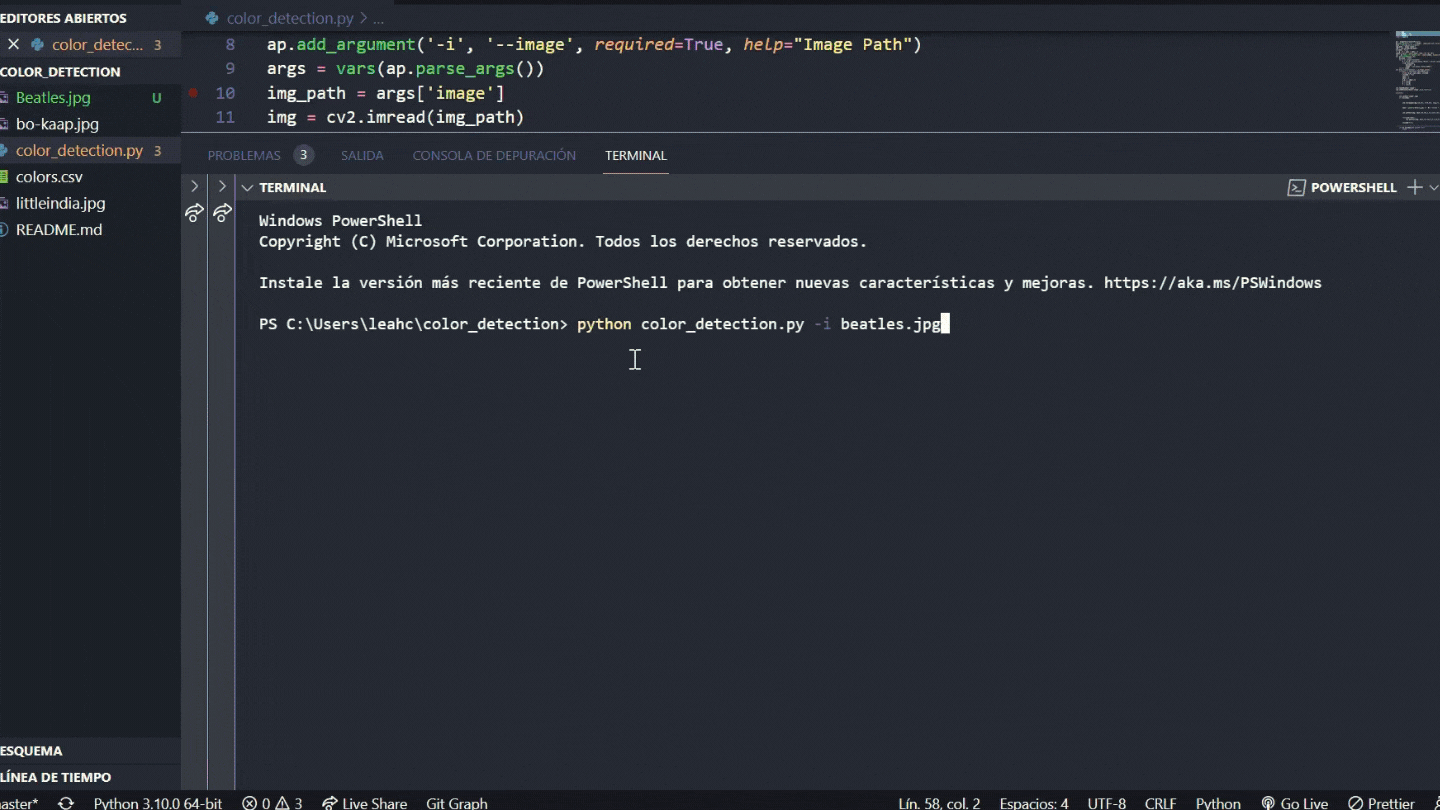 EDITORES ABIERTOS
color_detec... 3
COLOR_DETECTION
Beatles.jpg U
bo-kaap.jpg
color_detection.py 3
colors.csv
littleindia.jpg
README.md
ESQUEMA
LÍNEA DE TIEMPO
color_detection.py > ...
8 ap.add_argument('-i', '--image', required=True, help="Image Path")
9 args = vars(ap.parse_args())
10 img_path = args['image']
11 img = cv2.imread(img_path)
PROBLEMAS 3 SALIDA CONSOLA DE DEPURACIÓN TERMINAL
TERMINAL POWERSHELL
Windows PowerShell
Copyright (C) Microsoft Corporation. Todos los derechos reservados.
Instale la versión más reciente de PowerShell para obtener nuevas características y mejoras. https://aka.ms/PSWindows
PS C:\Users\leahc\color_detection> python color_detection.py -i beatles.jpg
aster* Python 3.10.0 64-bit 0 3 Live Share Git Graph Lín. 58, col. 2 Espacios: 4 UTF-8 CRLF Python Go Live Prettier